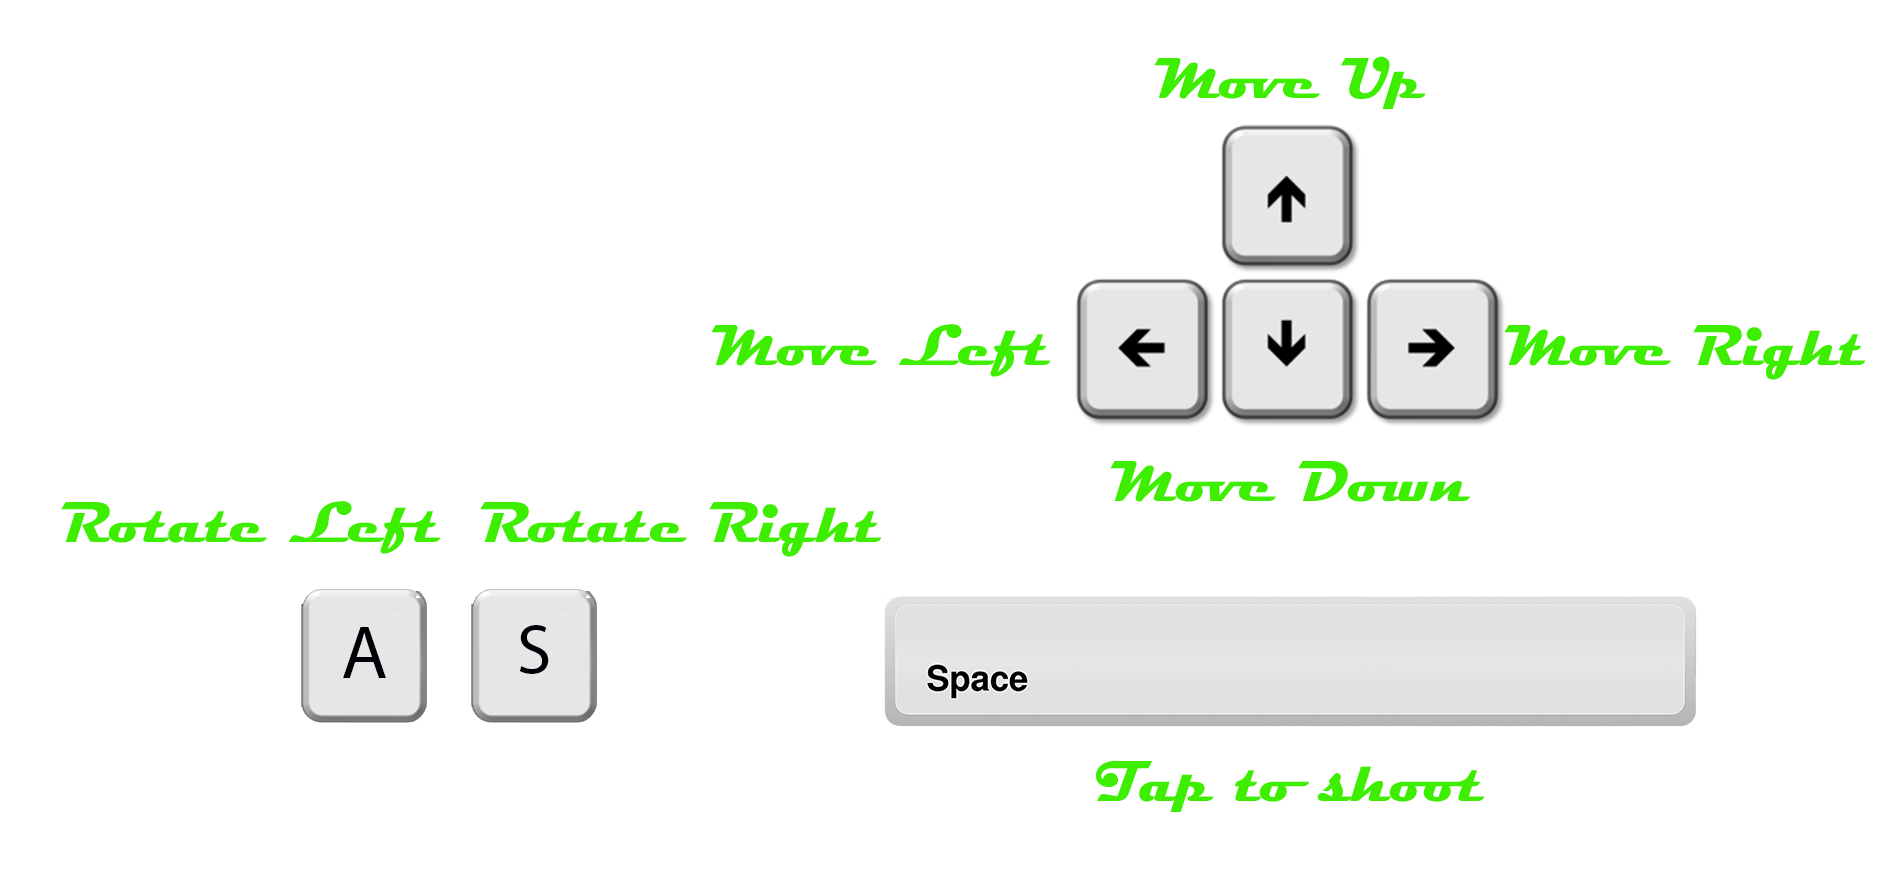 Move Up
Move Left
Move Right
Move Down
Rotate Left
Rotate Right
A
S
Space
Tap to shoot